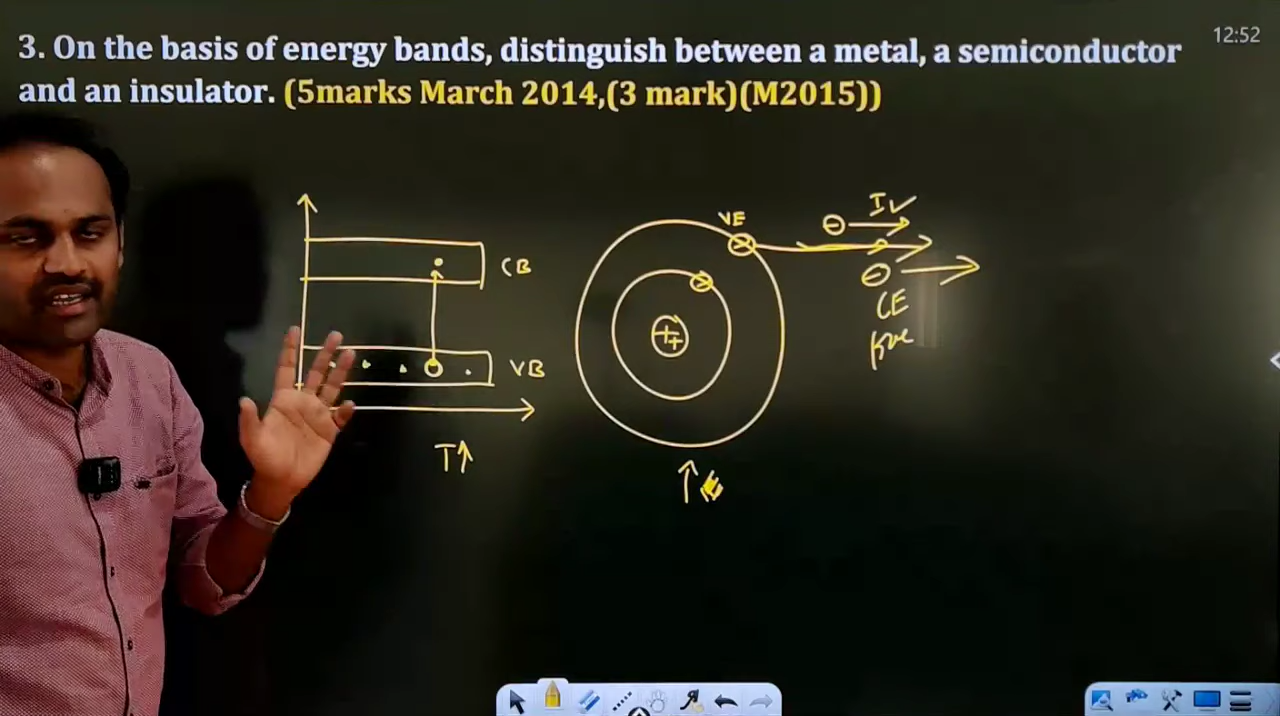 12:52
3. On the basis of energy bands, distinguish between a metal, a semiconductor
and an insulator. (5marks March 2014,(3 mark)(M2015))
VE
I
CB
CE
VB
T↑